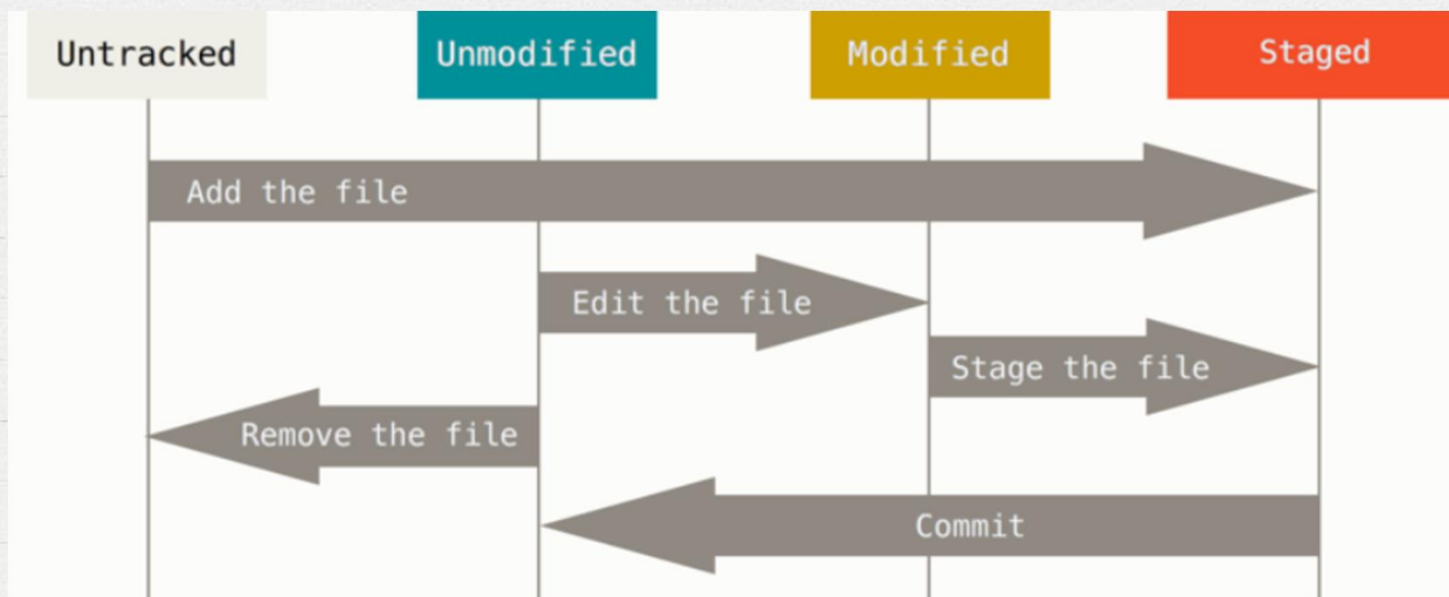 Untracked
Unmodified
Modified
Staged
Add the file
Edit the file
Stage the file
Remove the file
Commit